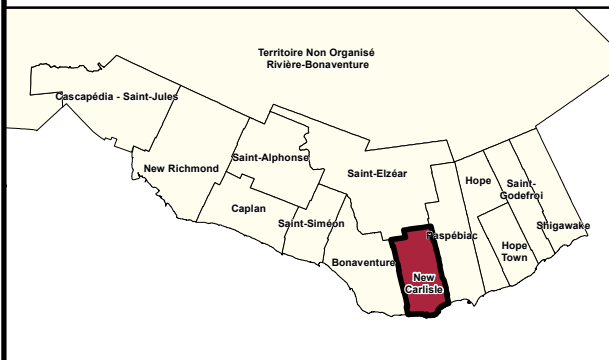 Territoire Non Organisé
Rivière-Bonaventure
Cascapédia - Saint-Jules
New Richmond
Saint-Alphonse
Saint-Elzéar
Hope
Saint-
Godefroi
Caplan
Saint-Siméon
Shigawake
Paspébiac
Hope
Town
Bonaventure
New
Carlisle